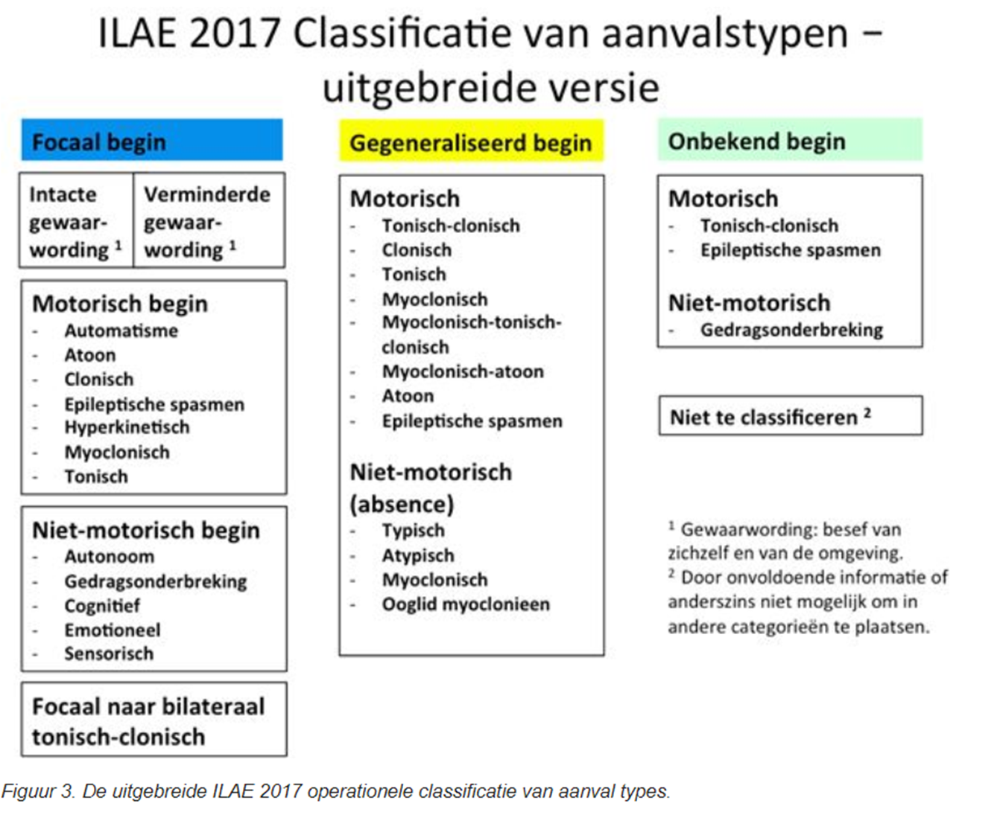 ILAE 2017 Classificatie van aanvalstypen –
uitgebreide versie
Focaal begin
Intacte
gewaar-
wording ¹
Verminderde
gewaar-
wording ¹
Motorisch begin
- Automatisme
- Atoon
- Clonisch
- Epileptische spasmen
- Hyperkinetisch
- Myoclonisch
- Tonisch
Niet-motorisch begin
- Autonoom
- Gedragsonderbreking
- Cognitief
- Emotioneel
- Sensorisch
Focaal naar bilateraal
tonisch-clonisch
Gegeneraliseerd begin
Motorisch
- Tonisch-clonisch
- Clonisch
- Tonisch
- Myoclonisch
- Myoclonisch-tonisch-
clonisch
- Myoclonisch-atoon
- Atoon
- Epileptische spasmen
Niet-motorisch
(absence)
- Typisch
- Atypisch
- Myoclonisch
- Ooglid myoclonieen
Onbekend begin
Motorisch
- Tonisch-clonisch
- Epileptische spasmen
Niet-motorisch
- Gedragsonderbreking
Niet te classificeren ²
¹ Gewaarwording: besef van
zichzelf en van de omgeving.
² Door onvoldoende informatie of
anderszins niet mogelijk om in
andere categorieën te plaatsen.
Figuur 3. De uitgebreide ILAE 2017 operationele classificatie van aanval types.